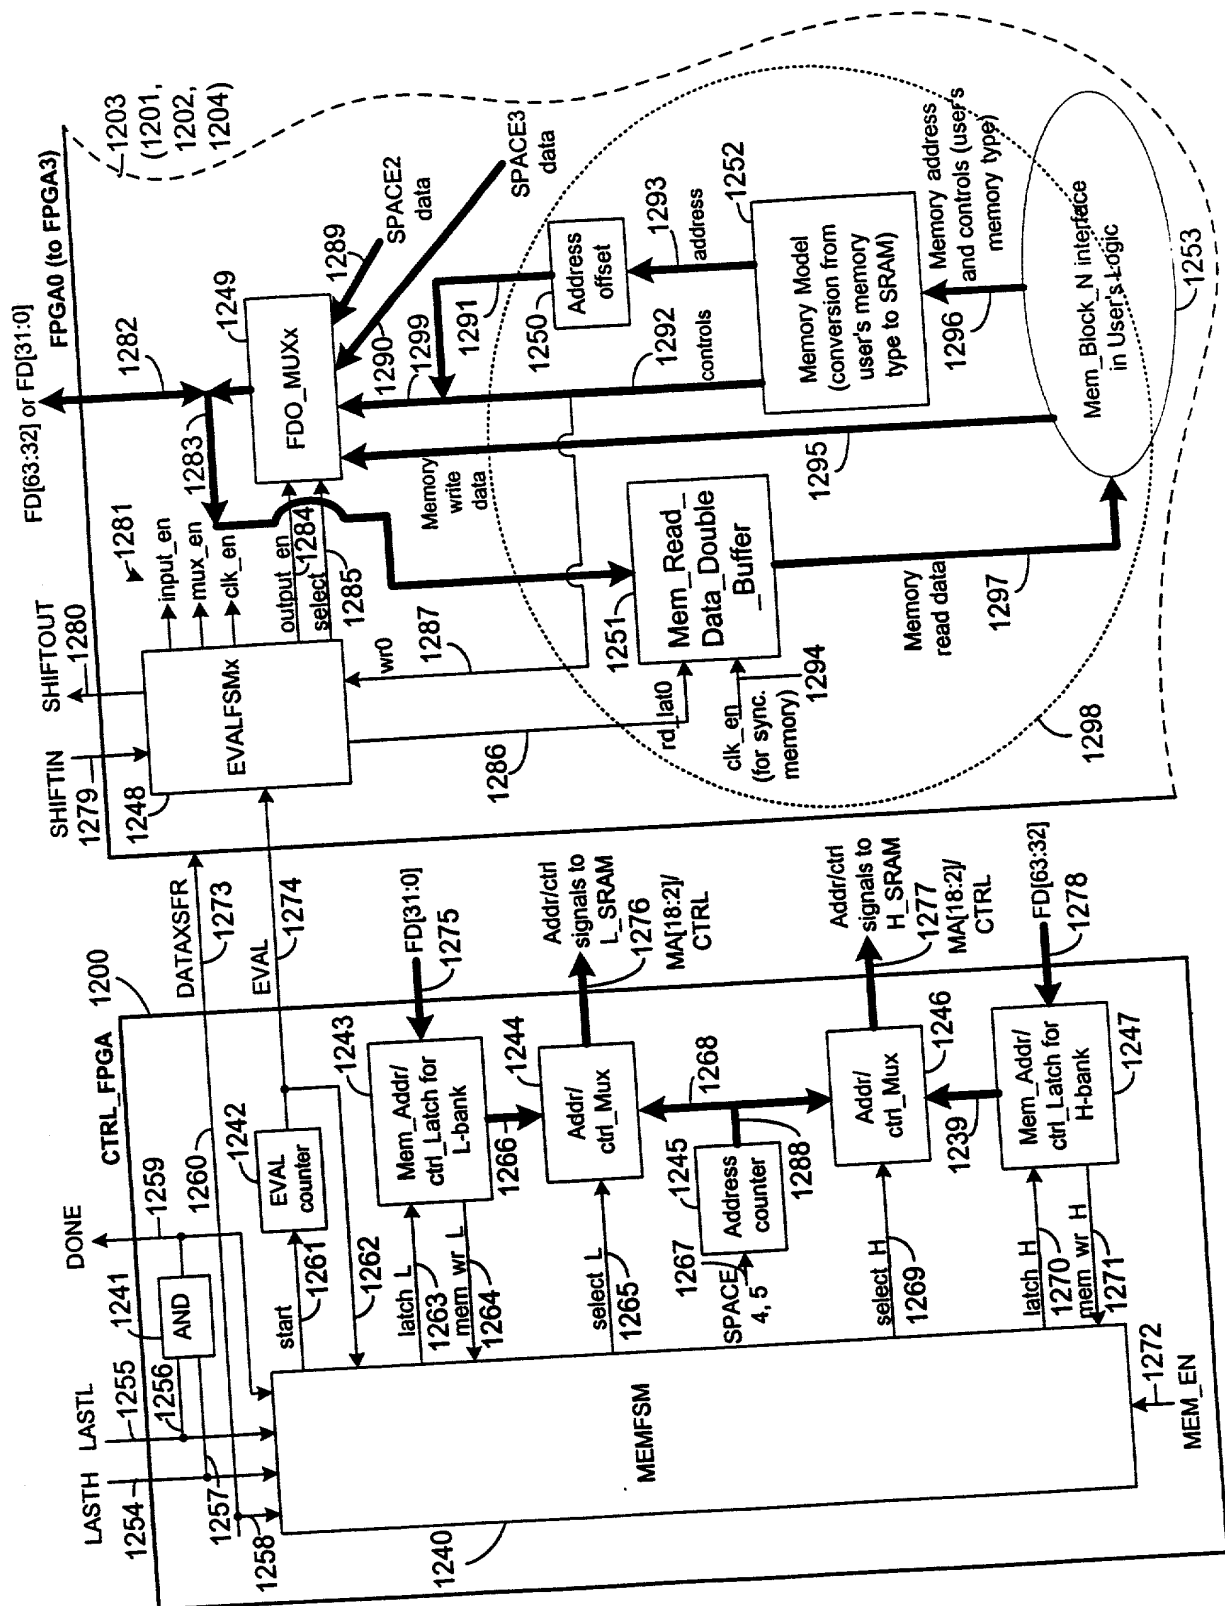 CTRL_FPGA
1200
LASTH
1254
LASTL
1255
1256
1257
1258
1241
AND
DONE
1259
1260
DATAXSFR
1273
EVAL
1274
start
1261
1242
EVAL
counter
1262
1243
Mem_Addr/
ctrl_Latch for
L-bank
FD[31:0]
1275
latch_L
1263
mem_wr_L
1264
1266
1244
Addr/
ctrl_Mux
Addr/ctrl
signals to
L_SRAM
1276
MA[18:2]/
CTRL
select_L
1265
1245
Address
counter
1267
SPACE
4, 5
1268
1288
1246
Addr/
ctrl_Mux
Addr/ctrl
signals to
H_SRAM
1277
MA[18:2]/
CTRL
select_H
1269
1239
1247
Mem_Addr/
ctrl_Latch for
H-bank
FD[63:32]
1278
latch_H
1270
mem_wr_H
1271
MEMFSM
1240
1272
MEM_EN
FPGA0 (to FPGA3)
1203
(1201,
1202,
1204)
SHIFTIN
1279
SHIFTOUT
1280
1248
EVALFSMx
1281
input_en
mux_en
clk_en
output_en
1284
select
1285
FD[63:32] or FD[31:0]
1282
1283
1249
FDO_MUXx
1289
SPACE2
data
SPACE3
data
1290
1299
1291
wr0
1287
1286
Memory
write
data
1250
Address
offset
1293
address
1292
controls
rd_lat0
1251
Mem_Read_
Data_Double
_Buffer
clk_en
(for sync.
memory)
1294
1252
Memory Model
(conversion from
user's memory
type to SRAM)
1295
1296
Memory address
and controls (user's
memory type)
Memory
read data
1297
1298
Mem_Block_N interface
in User's Logic
1253